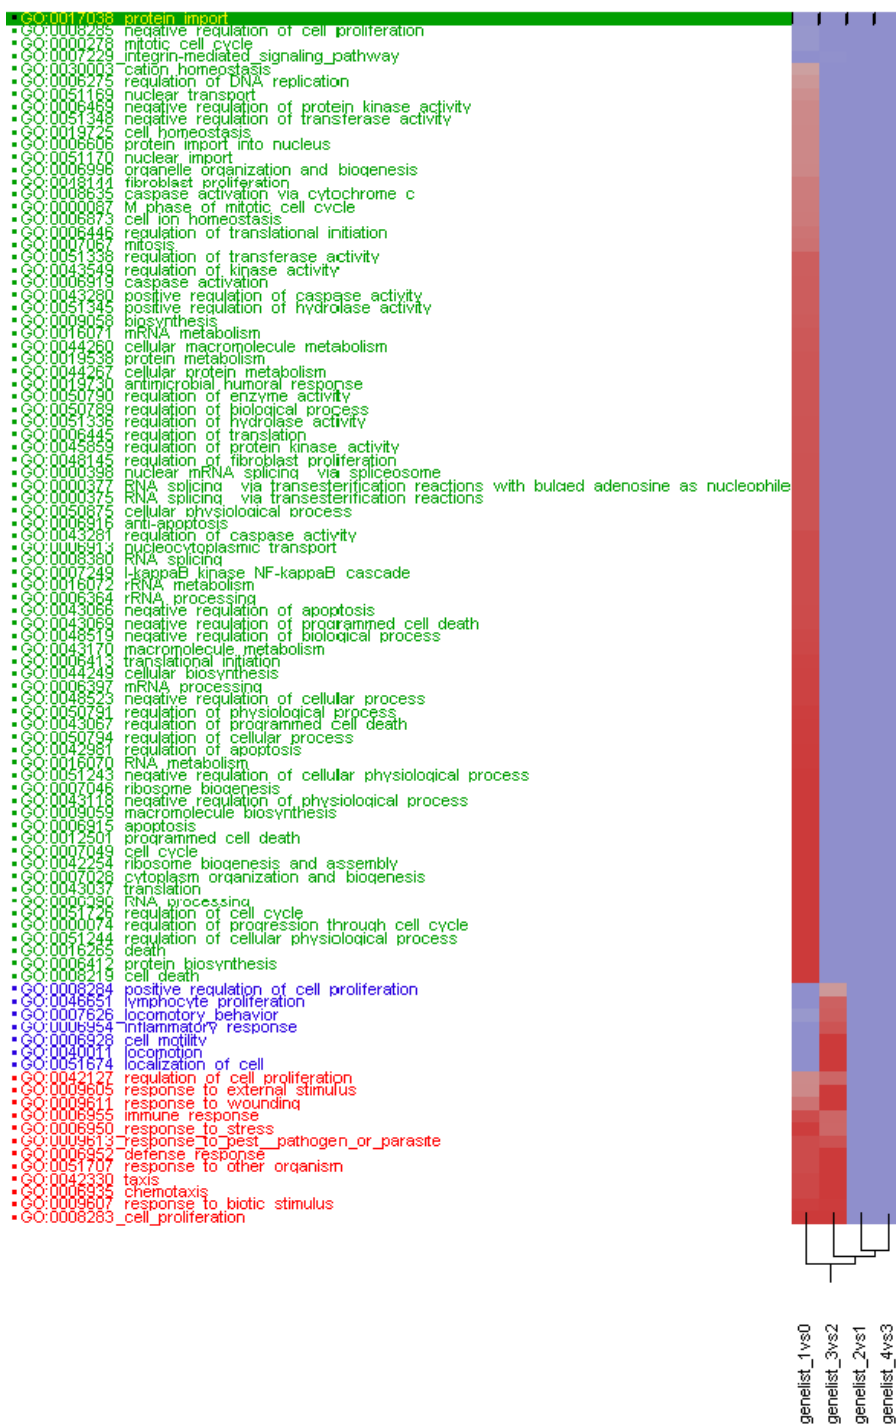 GO:0017038 protein import
GO:0008285 negative regulation of cell proliferation
GO:0000278 mitotic cell cycle
GO:0007229_integrin-mediated_signaling_pathway
GO:0030003 cation homeostasis
GO:0006275 regulation of DNA replication
GO:0051169 nuclear transport
GO:0006469 negative regulation of protein kinase activity
GO:0051348 negative regulation of transferase activity
GO:0019725 cell homeostasis
GO:0006606 protein import into nucleus
GO:0051170 nuclear import
GO:0006996 organelle organization and biogenesis
GO:0048144 fibroblast proliferation
GO:0008635 caspase activation via cytochrome c
GO:0000087 M phase of mitotic cell cycle
GO:0006873 cell ion homeostasis
GO:0006446 regulation of translational initiation
GO:0007067 mitosis
GO:0051338 regulation of transferase activity
GO:0043549 regulation of kinase activity
GO:0006919 caspase activation
GO:0043280 positive regulation of caspase activity
GO:0051345 positive regulation of hydrolase activity
GO:0009058 biosynthesis
GO:0016071 mRNA metabolism
GO:0044260 cellular macromolecule metabolism
GO:0019538 protein metabolism
GO:0044267 cellular protein metabolism
GO:0019730 antimicrobial humoral response
GO:0050790 regulation of enzyme activity
GO:0050789 regulation of biological process
GO:0051336 regulation of hydrolase activity
GO:0006445 regulation of translation
GO:0045859 regulation of protein kinase activity
GO:0048145 regulation of fibroblast proliferation
GO:0000398 nuclear mRNA splicing via spliceosome
GO:0000377 RNA splicing via transesterification reactions with bulged adenosine as nucleophile
GO:0000375 RNA splicing via transesterification reactions
GO:0050875 cellular physiological process
GO:0006916 anti-apoptosis
GO:0043281 regulation of caspase activity
GO:0006913 nucleocytoplasmic transport
GO:0008380 RNA splicing
GO:0007249 I-kappaB kinase NF-kappaB cascade
GO:0016072 rRNA metabolism
GO:0006364 rRNA processing
GO:0043066 negative regulation of apoptosis
GO:0043069 negative regulation of programmed cell death
GO:0048519 negative regulation of biological process
GO:0043170 macromolecule metabolism
GO:0006413 translational initiation
GO:0044249 cellular biosynthesis
GO:0006397 mRNA processing
GO:0048523 negative regulation of cellular process
GO:0050791 regulation of physiological process
GO:0043067 regulation of programmed cell death
GO:0050794 regulation of cellular process
GO:0042981 regulation of apoptosis
GO:0016070 RNA metabolism
GO:0051243 negative regulation of cellular physiological process
GO:0007046 ribosome biogenesis
GO:0043118 negative regulation of physiological process
GO:0009059 macromolecule biosynthesis
GO:0006915 apoptosis
GO:0012501 programmed cell death
GO:0007049 cell cycle
GO:0042254 ribosome biogenesis and assembly
GO:0007028 cytoplasm organization and biogenesis
GO:0043037 translation
GO:0006396 RNA processing
GO:0051726 regulation of cell cycle
GO:0000074 regulation of progression through cell cycle
GO:0051244 regulation of cellular physiological process
GO:0016265 death
GO:0006412 protein biosynthesis
GO:0008219 cell death
GO:0008284 positive regulation of cell proliferation
GO:0046651 lymphocyte proliferation
GO:0007626 locomotory behavior
GO:0006954_inflammatory response
GO:0006928 cell motility
GO:0040011 locomotion
GO:0051674 localization of cell
GO:0042127 regulation of cell proliferation
GO:0009605 response to external stimulus
GO:0009611 response to wounding
GO:0006955 immune response
GO:0006950 response to stress
GO:0009613_response_to_pest__pathogen_or_parasite
GO:0006952 defense response
GO:0051707 response to other organism
GO:0042330 taxis
GO:0006935 chemotaxis
GO:0009607 response to biotic stimulus
GO:0008283_cell_proliferation
genelist_1vs0
genelist_3vs2
genelist_2vs1
genelist_4vs3